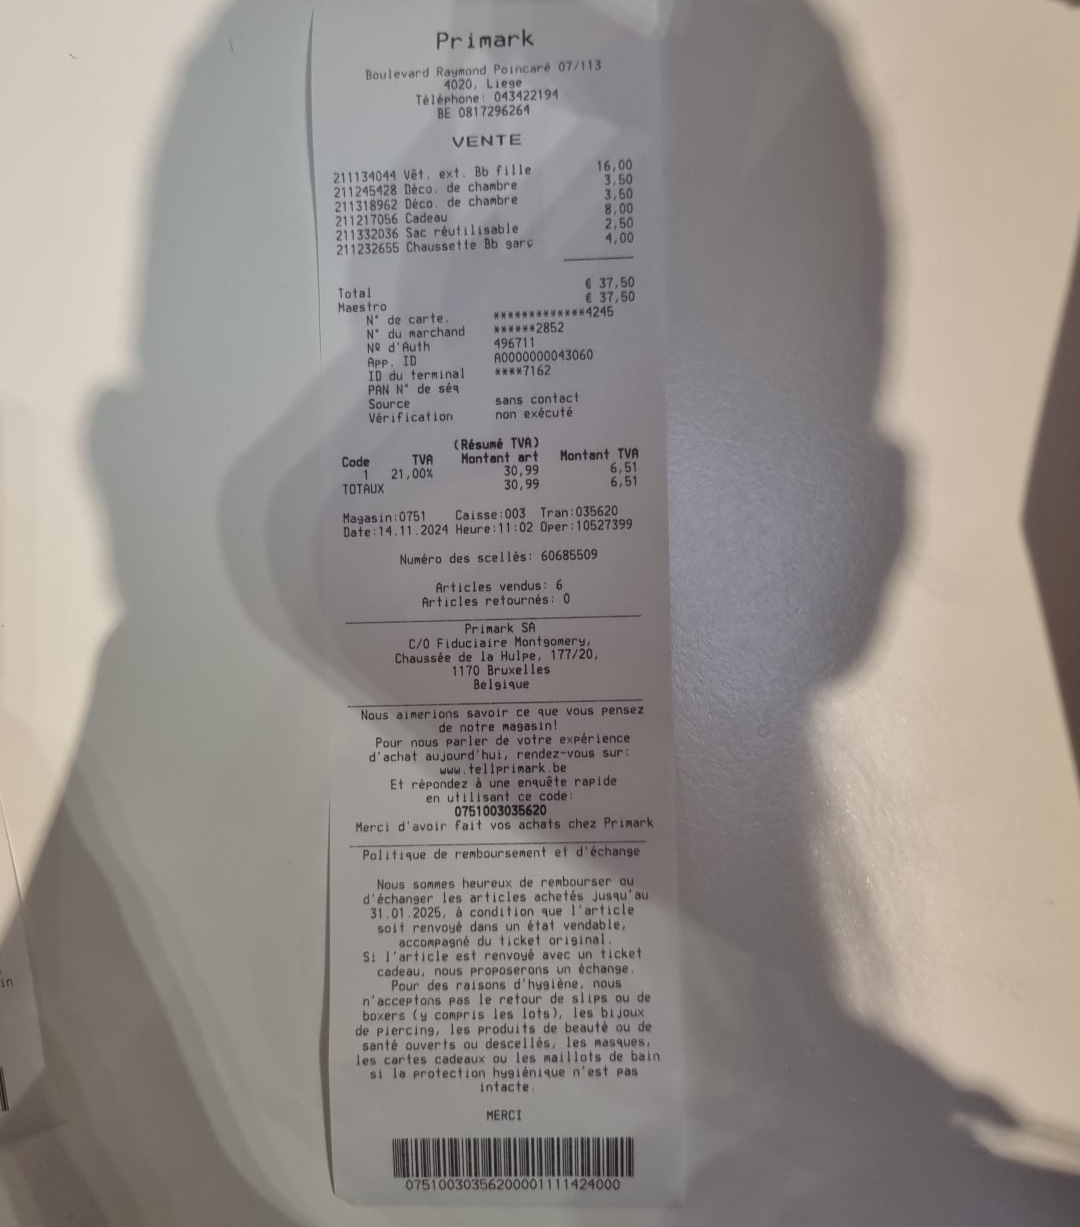 Primark
Boulevard Raymond Poincaré 07/113
4020, Liege
Téléphone: 043422194
BE 0817296264
VENTE
211134044 Vêt. ext. Bb fille 16,00
211245428 Déco. de chambre 3,50
211318962 Déco. de chambre 3,50
211217056 Cadeau 8,00
211332036 Sac réutilisable 2,50
211232655 Chaussette Bb garç 4,00
Total € 37,50
Maestro € 37,50
N° de carte. *************4245
N° du marchand ******2852
Nº d'Auth 496711
App. ID A0000000043060
ID du terminal ****7162
PAN N° de séq
Source sans contact
Vérification non exécuté
(Résumé TVA)
Code TVA Montant art Montant TVA
1 21,00% 30,99 6,51
TOTAUX 30,99 6,51
Magasin:0751 Caisse:003 Tran:035620
Date:14.11.2024 Heure:11:02 Oper:10527399
Numéro des scellés: 60685509
Articles vendus: 6
Articles retournés: 0
Primark SA
C/O Fiduciaire Montgomery,
Chaussée de la Hulpe, 177/20,
1170 Bruxelles
Belgique
Nous aimerions savoir ce que vous pensez
de notre magasin!
Pour nous parler de votre expérience
d'achat aujourd'hui, rendez-vous sur:
www.tellprimark.be
Et répondez à une enquête rapide
en utilisant ce code:
0751003035620
Merci d'avoir fait vos achats chez Primark
Politique de remboursement et d'échange
Nous sommes heureux de rembourser ou
d'échanger les articles achetés jusqu'au
31.01.2025, à condition que l'article
soit renvoyé dans un état vendable,
accompagné du ticket original.
Si l'article est renvoyé avec un ticket
cadeau, nous proposerons un échange.
Pour des raisons d'hygiène, nous
n'acceptons pas le retour de slips ou de
boxers (y compris les lots), les bijoux
de piercing, les produits de beauté ou de
santé ouverts ou descellés, les masques,
les cartes cadeaux ou les maillots de bain
si la protection hygiénique n'est pas
intacte.
MERCI
07510030356200001111424000